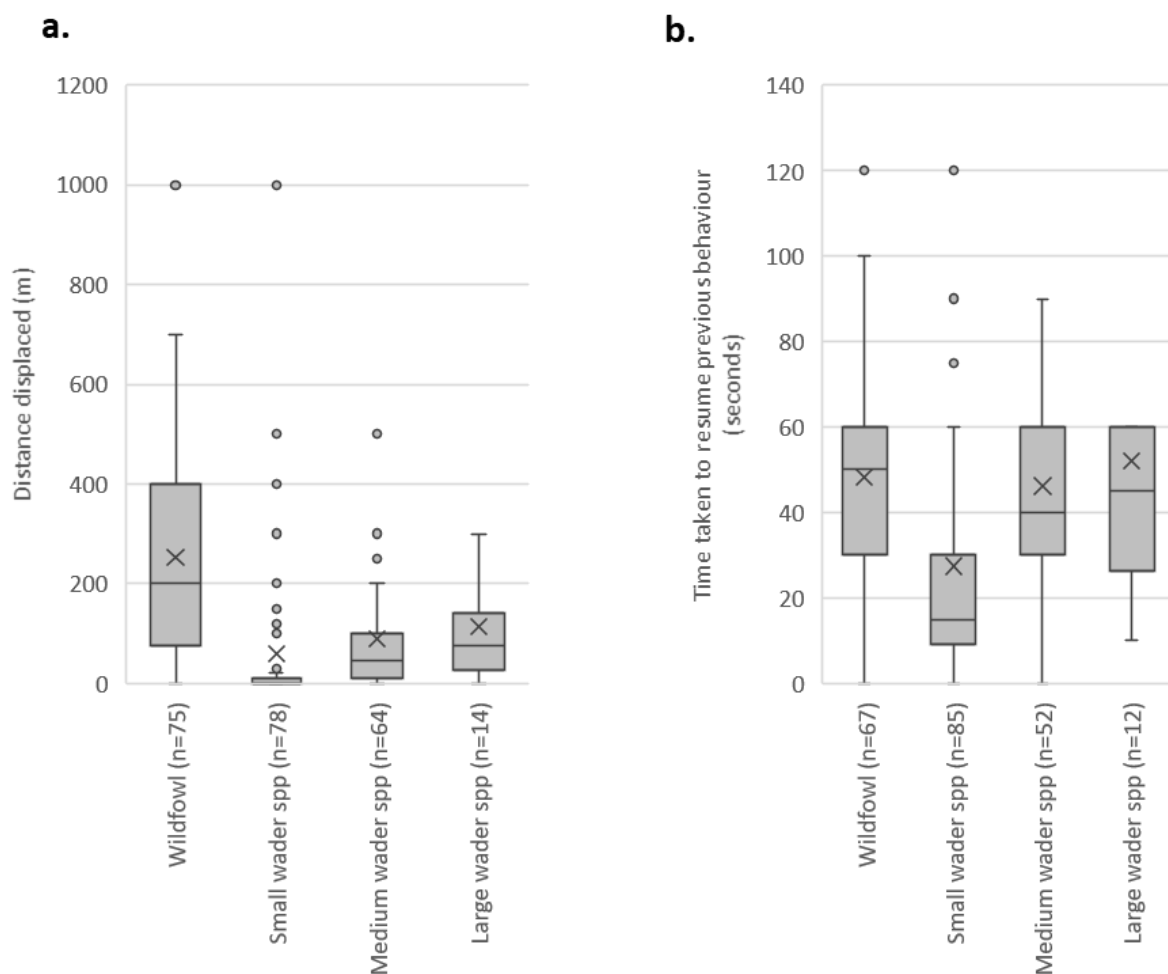 a.
Distance displaced (m)
1200
1000
800
600
400
200
0
Wildfowl (n=75)
Small wader spp (n=78)
Medium wader spp (n=64)
Large wader spp (n=14)
b.
Time taken to resume previous behaviour
(seconds)
140
120
100
80
60
40
20
0
Wildfowl (n=67)
Small wader spp (n=85)
Medium wader spp (n=52)
Large wader spp (n=12)